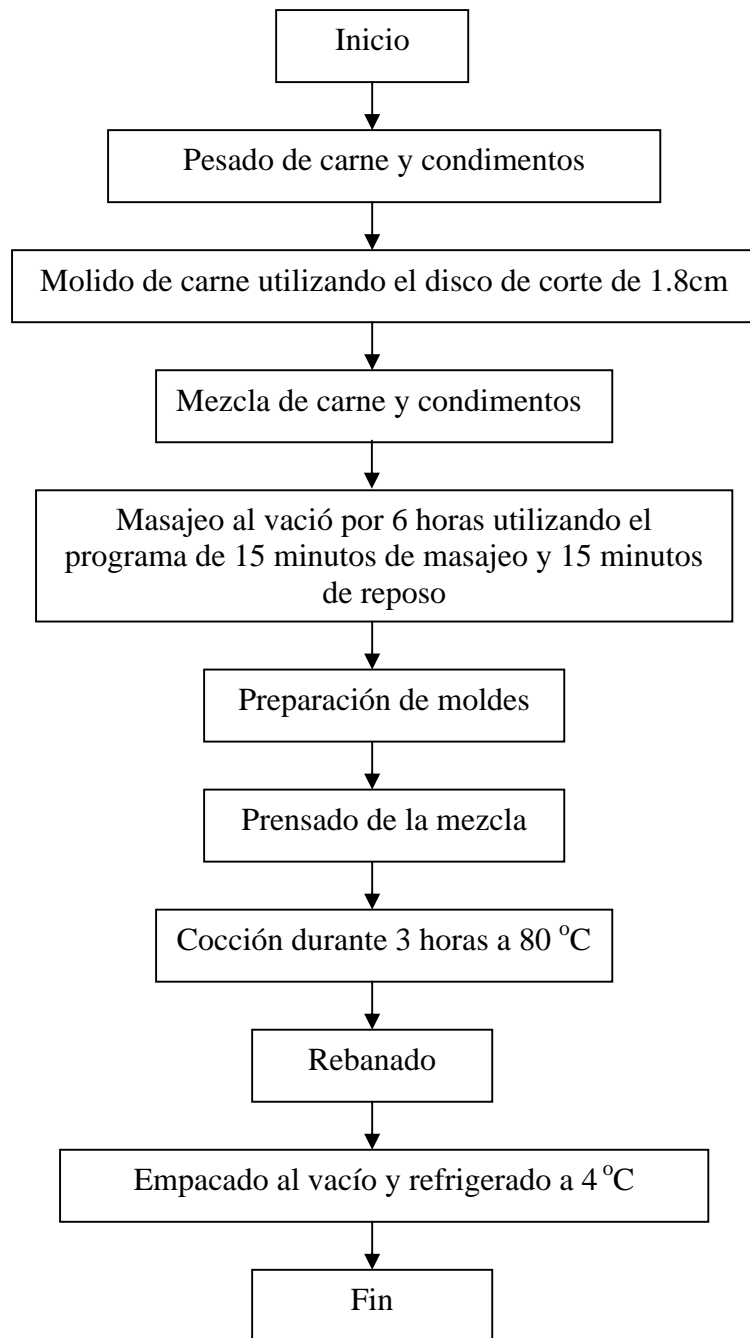 Inicio
Pesado de carne y condimentos
Molido de carne utilizando el disco de corte de 1.8cm
Mezcla de carne y condimentos
Masajeo al vació por 6 horas utilizando el
programa de 15 minutos de masajeo y 15 minutos
de reposo
Preparación de moldes
Prensado de la mezcla
Cocción durante 3 horas a 80 °C
Rebanado
Empacado al vacío y refrigerado a 4 °C
Fin